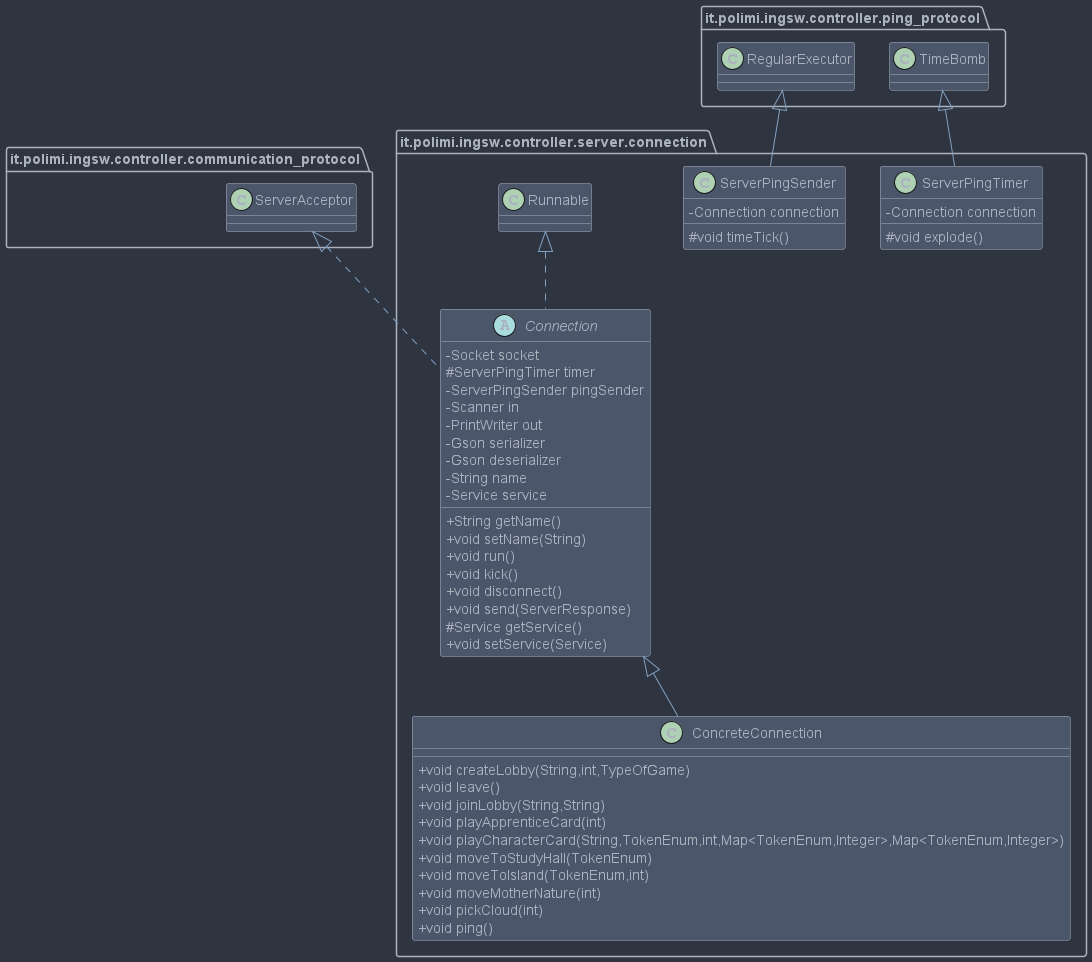 it.polimi.ingsw.controller.ping_protocol
C RegularExecutor
C TimeBomb
it.polimi.ingsw.controller.communication_protocol
C ServerAcceptor
it.polimi.ingsw.controller.server.connection
C Runnable
C ServerPingSender
-Connection connection
#void timeTick()
C ServerPingTimer
-Connection connection
#void explode()
A Connection
-Socket socket
#ServerPingTimer timer
-ServerPingSender pingSender
-Scanner in
-PrintWriter out
-Gson serializer
-Gson deserializer
-String name
-Service service
+String getName()
+void setName(String)
+void run()
+void kick()
+void disconnect()
+void send(ServerResponse)
#Service getService()
+void setService(Service)
C ConcreteConnection
+void createLobby(String,int,TypeOfGame)
+void leave()
+void joinLobby(String,String)
+void playApprenticeCard(int)
+void playCharacterCard(String,TokenEnum,int,Map<TokenEnum,Integer>,Map<TokenEnum,Integer>)
+void moveToStudyHall(TokenEnum)
+void moveToIsland(TokenEnum,int)
+void moveMotherNature(int)
+void pickCloud(int)
+void ping()